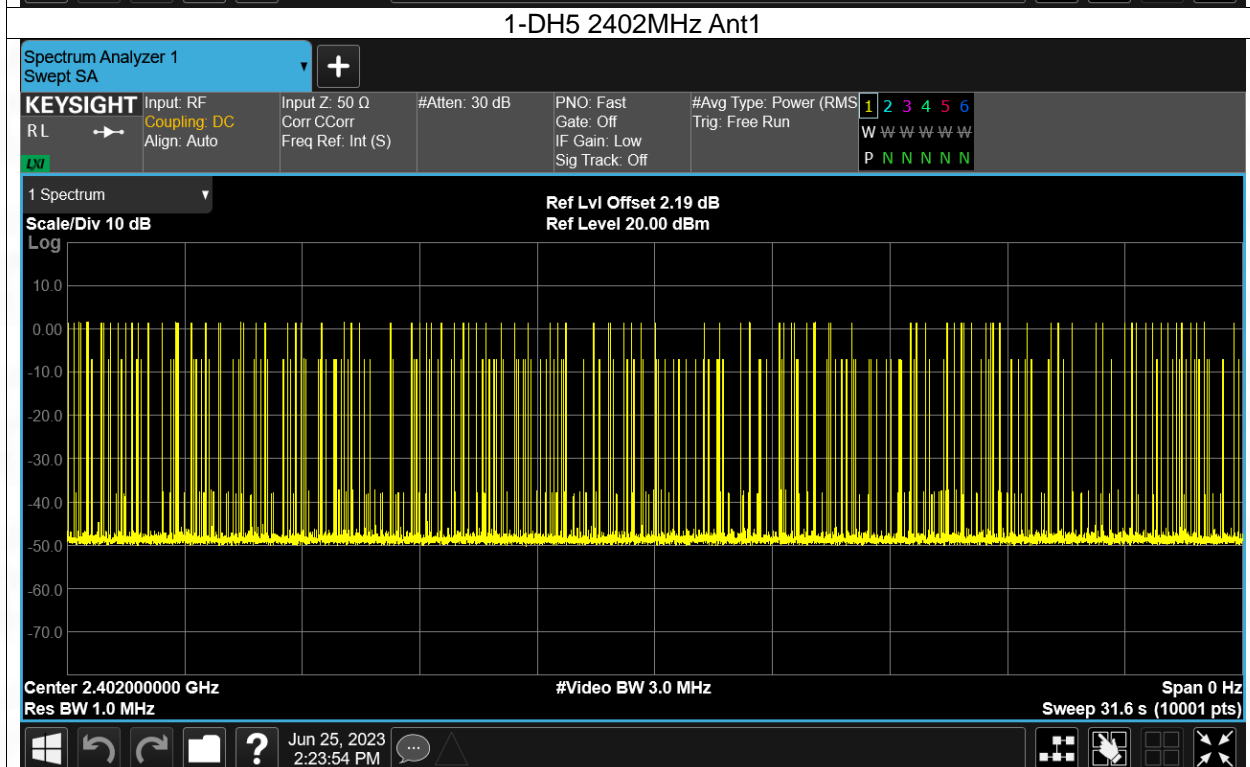 1-DH5 2402MHz Ant1
Spectrum Analyzer 1
Swept SA
KEYSIGHT
R L
LXI
Input: RF
Coupling: DC
Align: Auto
Input Z: 50 Ω
Corr CCorr
Freq Ref: Int (S)
#Atten: 30 dB
PNO: Fast
Gate: Off
IF Gain: Low
Sig Track: Off
#Avg Type: Power (RMS
Trig: Free Run
1 2 3 4 5 6
W W W W W W
P N N N N N
1 Spectrum
Scale/Div 10 dB
Log
Ref Lvl Offset 2.19 dB
Ref Level 20.00 dBm
10.0
0.00
-10.0
-20.0
-30.0
-40.0
-50.0
-60.0
-70.0
Center 2.402000000 GHz
#Video BW 3.0 MHz
Span 0 Hz
Res BW 1.0 MHz
Sweep 31.6 s (10001 pts)
?
Jun 25, 2023
2:23:54 PM